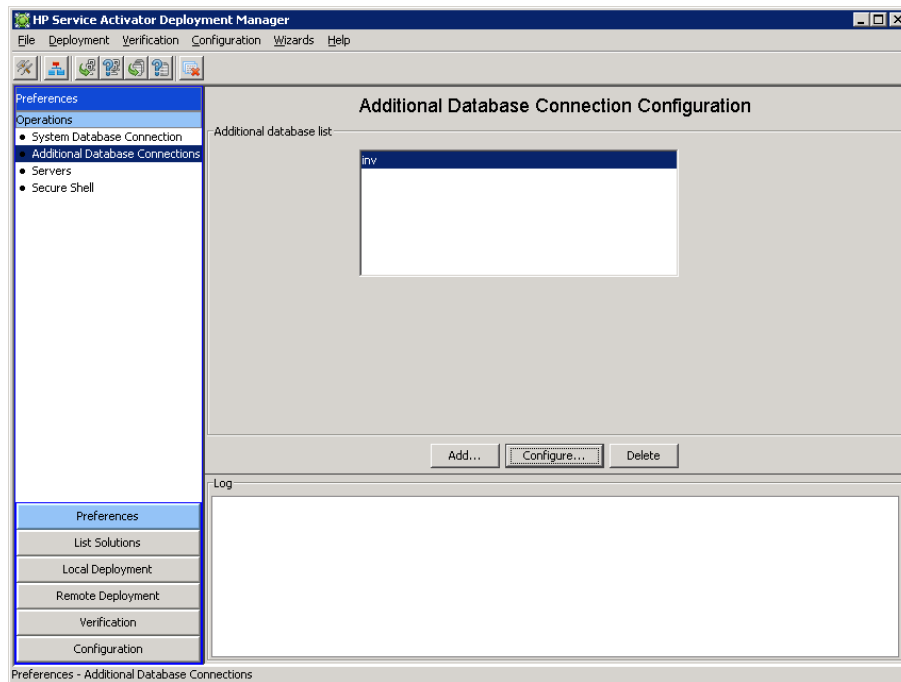 HP Service Activator Deployment Manager
File Deployment Verification Configuration Wizards Help
Preferences
Operations
System Database Connection
Additional Database Connections
Servers
Secure Shell
Additional Database Connection Configuration
Additional database list
inv
Add... Configure... Delete
Log
Preferences
List Solutions
Local Deployment
Remote Deployment
Verification
Configuration
Preferences - Additional Database Connections